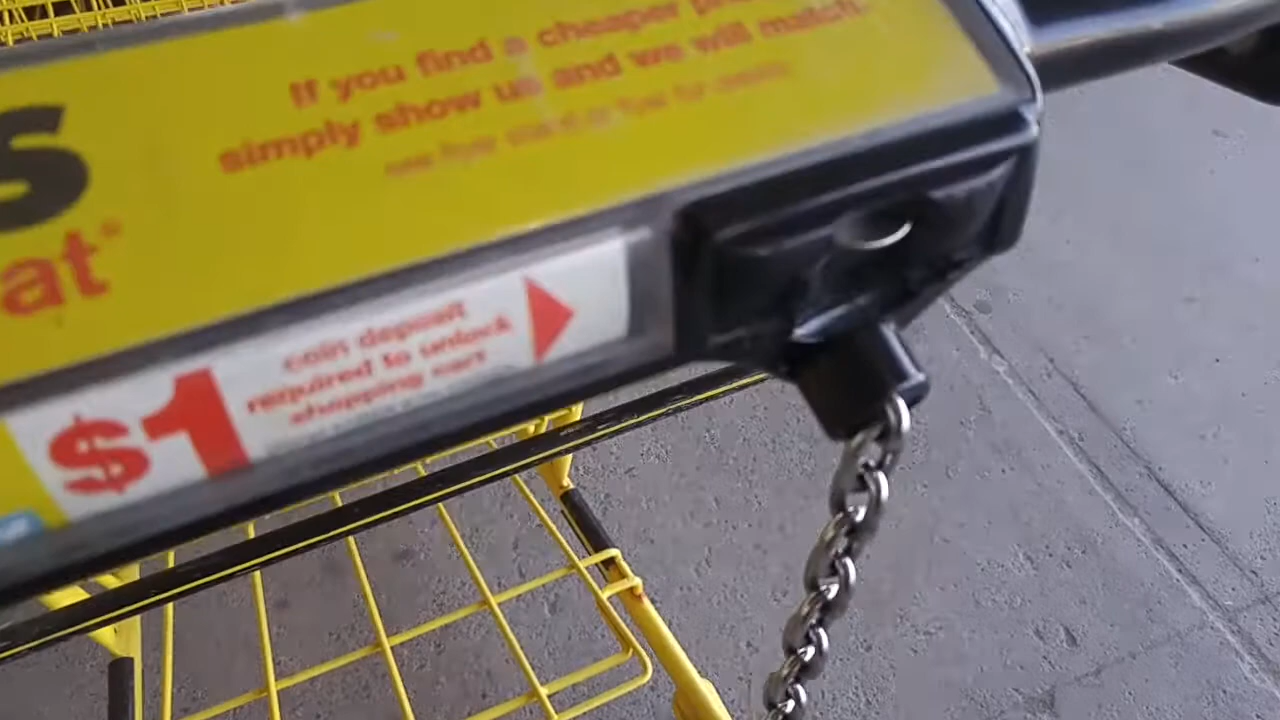 If you find a cheaper
simply show us and we will match
s
at
$1
coin deposit
required to unlock
shopping cart